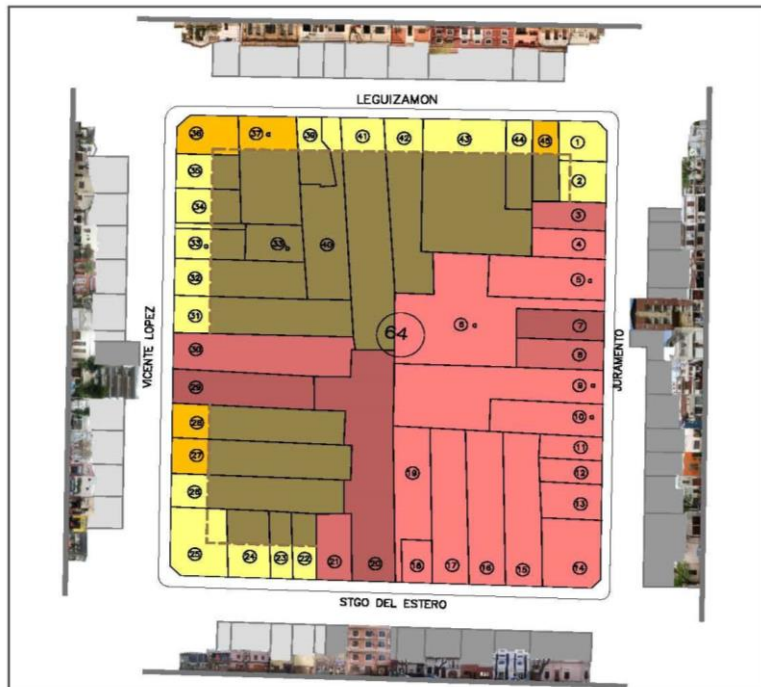 LEGUIZAMON
36 37 a 39 41 42 43 44 45 1
35 2
34 3
33 a 33 b 40 4
32 5 a
31 64 6 a 7
30 8
29 9 a
28 10 a
27 19 11
26 12
13
25 24 23 22 21 20 18 17 16 15 14
VICENTE LOPEZ
JURAMENTO
STGO DEL ESTERO